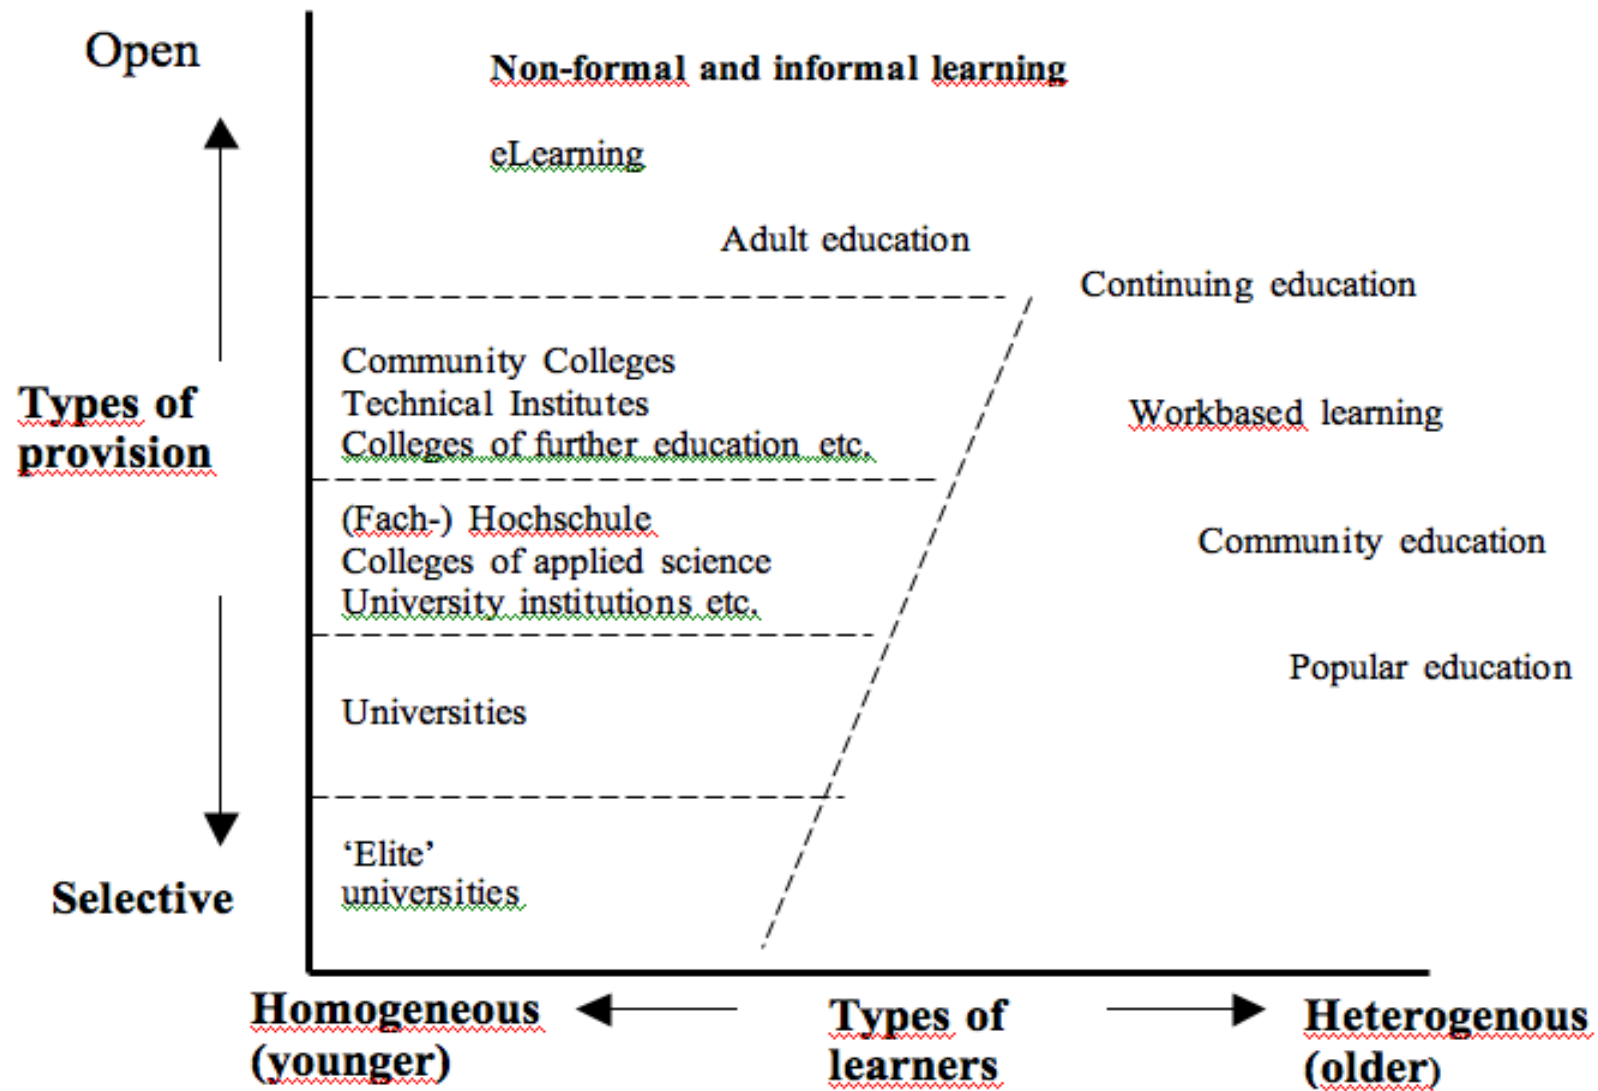 Open
Non-formal and informal learning
eLearning
Adult education
Continuing education
Community Colleges
Technical Institutes
Colleges of further education etc.
Types of
provision
Workbased learning
(Fach-) Hochschule
Colleges of applied science
University institutions etc.
Community education
Popular education
Universities
‘Elite’
universities
Selective
Homogeneous
(younger)
Types of
learners
Heterogenous
(older)